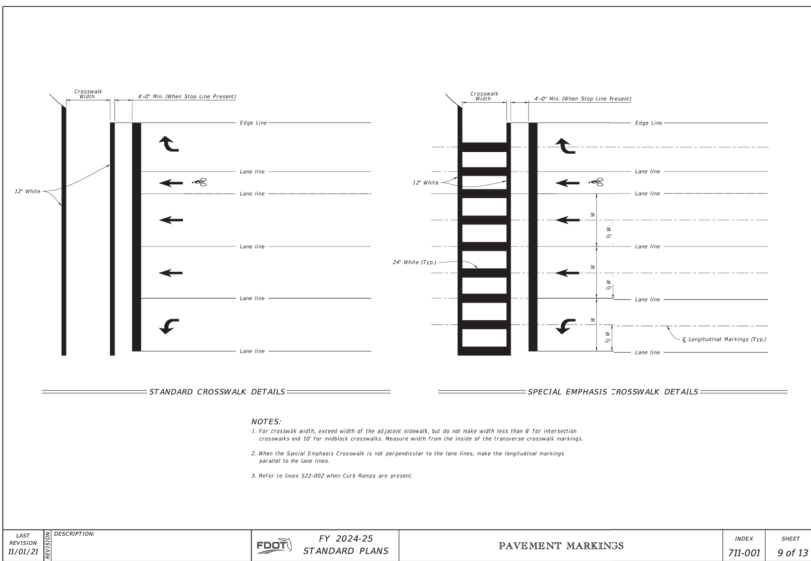 Crosswalk
Width
4'-0" Min. (When Stop Line Present)
Edge Line
Lane line
Lane line
12" White
Lane line
Lane line
Lane line
STANDARD CROSSWALK DETAILS
Crosswalk
Width
4'-0" Min. (When Stop Line Present)
Edge Line
Lane line
12" White
Lane line
W
½ W
Lane line
24" White (Typ.)
W
½ W
Lane line
W
½ W
℄ Longitudinal Markings (Typ.)
Lane line
SPECIAL EMPHASIS CROSSWALK DETAILS
NOTES:
1. For crosswalk width, exceed width of the adjacent sidewalk, but do not make width less than 6' for intersection
crosswalks and 10' for midblock crosswalks. Measure width from the inside of the transverse crosswalk markings.
2. When the Special Emphasis Crosswalk is not perpendicular to the lane lines, make the longitudinal markings
parallel to the lane lines.
3. Refer to Index 522-002 when Curb Ramps are present.
LAST
REVISION
11/01/21
REVISION
DESCRIPTION:
FDOT
FY 2024-25
STANDARD PLANS
PAVEMENT MARKINGS
INDEX
711-001
SHEET
9 of 13